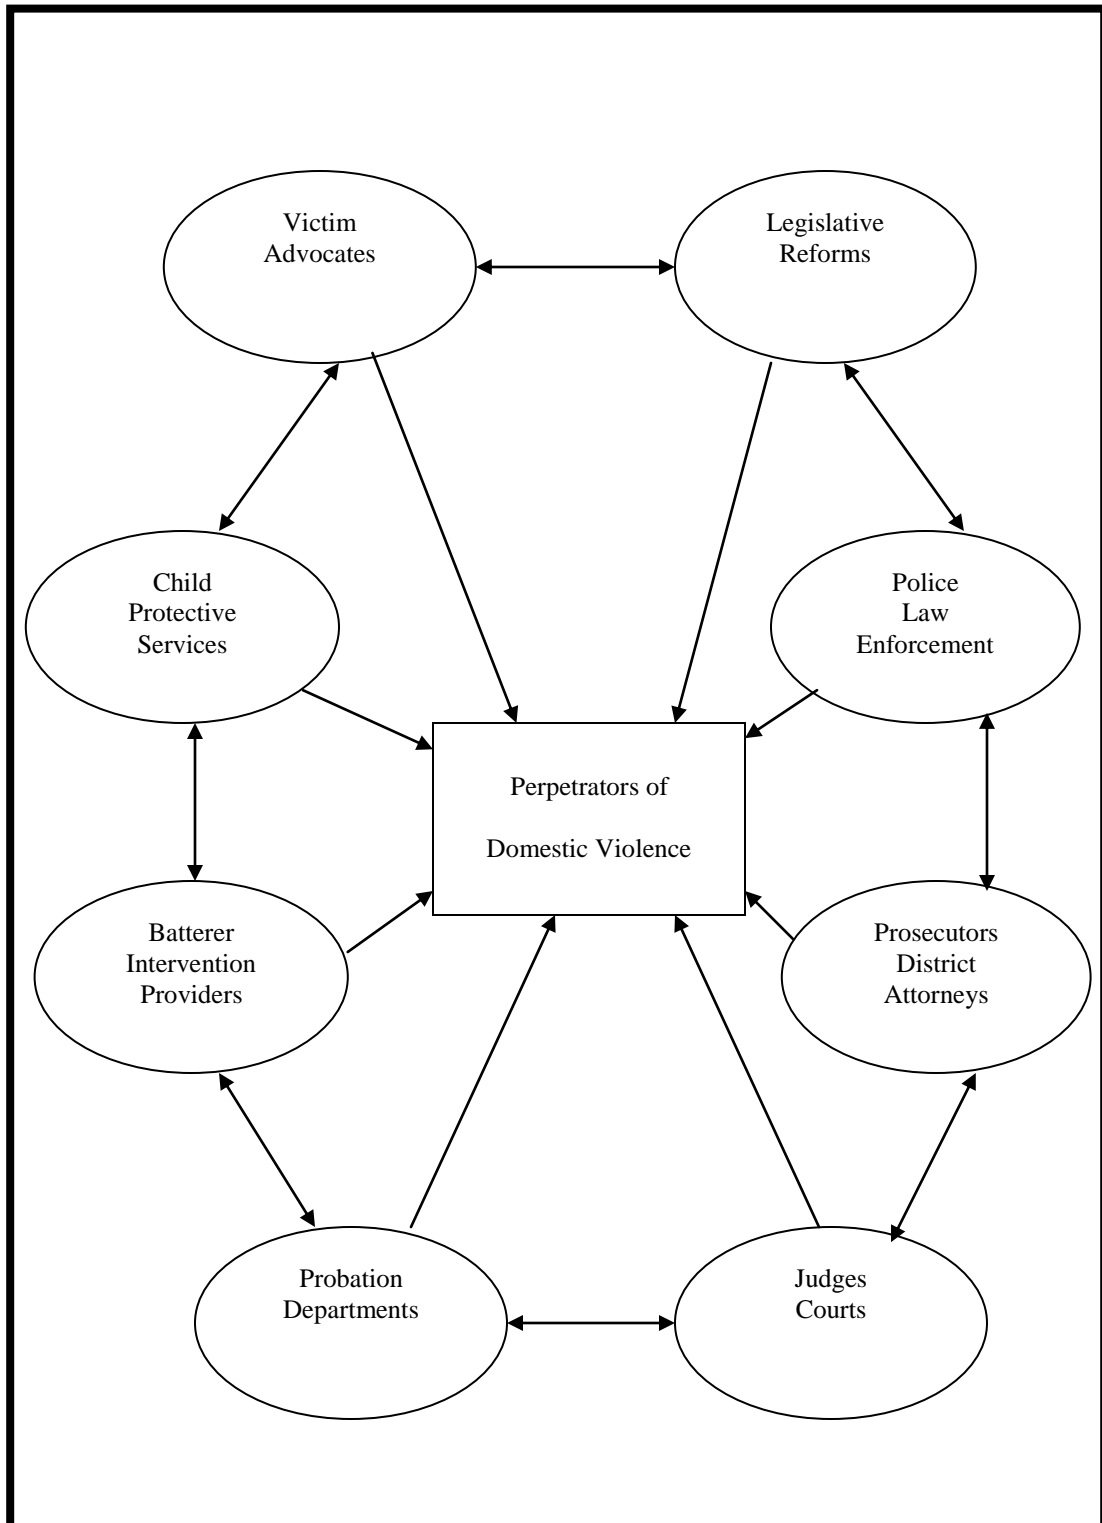 Victim
Advocates
Legislative
Reforms
Child
Protective
Services
Police
Law
Enforcement
Perpetrators of
Domestic Violence
Batterer
Intervention
Providers
Prosecutors
District
Attorneys
Probation
Departments
Judges
Courts